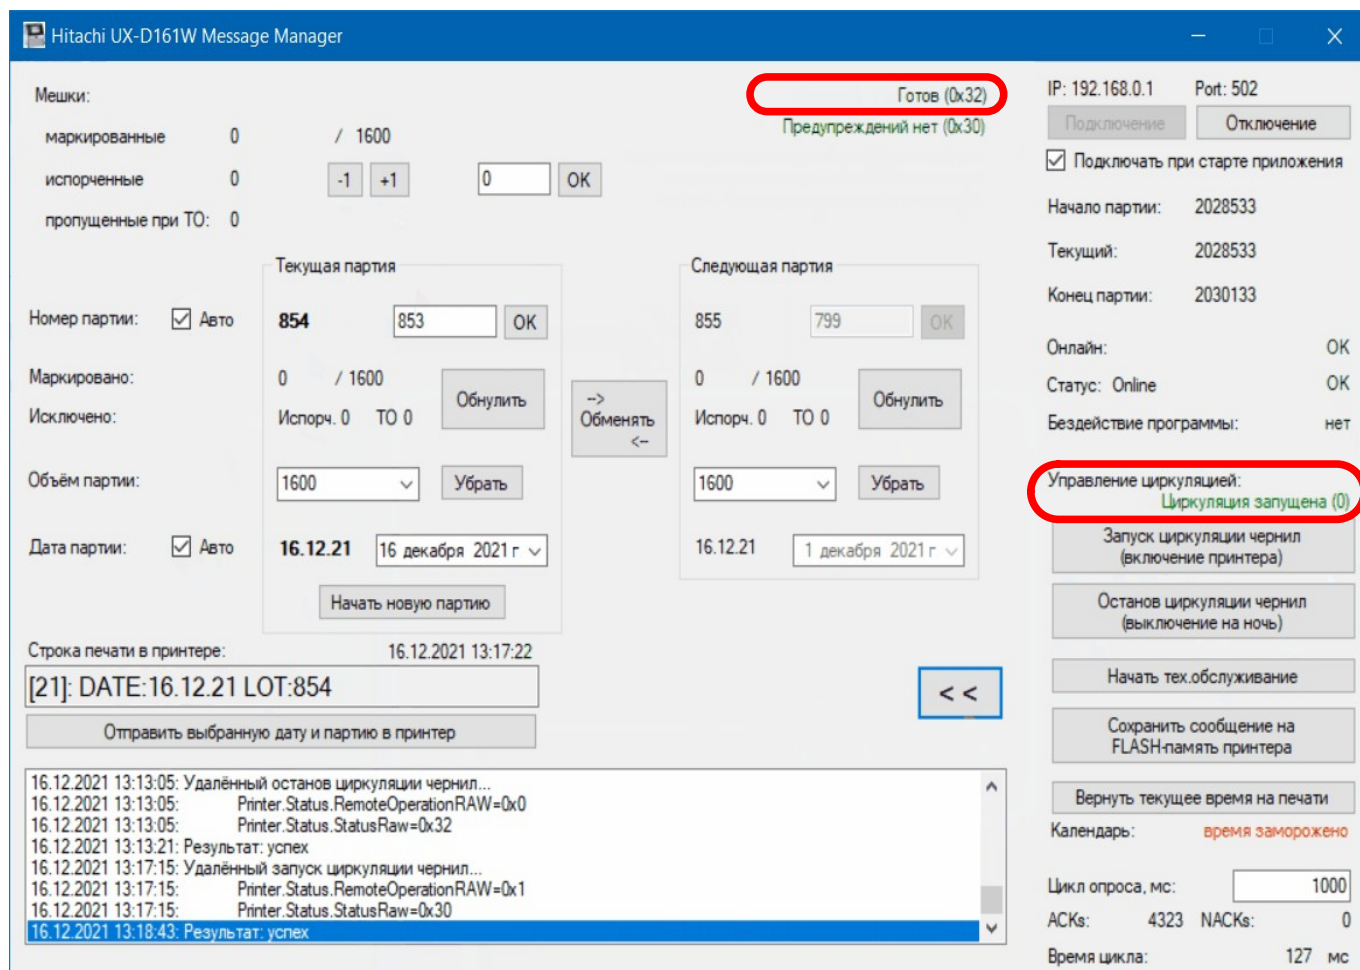 Hitachi UX-D161W Message Manager
Мешки:
Готов (0x32)
Предупреждений нет (0x30)
маркированные 0 / 1600
испорченные 0 -1 +1 0 OK
пропущенные при ТО: 0
Текущая партия
Следующая партия
Номер партии: Авто 854 853 OK 855 799 OK
Маркировано: 0 / 1600 0 / 1600
Обнулить
-->
Обменять
<--
Обнулить
Исключено: Испорч. 0 ТО 0 Испорч. 0 ТО 0
Объём партии: 1600 Убрать 1600 Убрать
Дата партии: Авто 16.12.21 16 декабря 2021 г 16.12.21 1 декабря 2021 г
Начать новую партию
Строка печати в принтере: 16.12.2021 13:17:22
[21]: DATE:16.12.21 LOT:854
<<
Отправить выбранную дату и партию в принтер
16.12.2021 13:13:05: Удалённый останов циркуляции чернил...
16.12.2021 13:13:05: Printer.Status.RemoteOperationRAW=0x0
16.12.2021 13:13:05: Printer.Status.StatusRaw=0x32
16.12.2021 13:13:21: Результат: успех
16.12.2021 13:17:15: Удалённый запуск циркуляции чернил...
16.12.2021 13:17:15: Printer.Status.RemoteOperationRAW=0x1
16.12.2021 13:17:15: Printer.Status.StatusRaw=0x30
16.12.2021 13:18:43: Результат: успех
IP: 192.168.0.1 Port: 502
Подключение Отключение
Подключать при старте приложения
Начало партии: 2028533
Текущий: 2028533
Конец партии: 2030133
Онлайн: OK
Статус: Online OK
Бездействие программы: нет
Управление циркуляцией:
Циркуляция запущена (0)
Запуск циркуляции чернил
(включение принтера)
Останов циркуляции чернил
(выключение на ночь)
Начать тех.обслуживание
Сохранить сообщение на
FLASH-память принтера
Вернуть текущее время на печати
Календарь: время заморожено
Цикл опроса, мс: 1000
ACKs: 4323 NACKs: 0
Время цикла: 127 мс